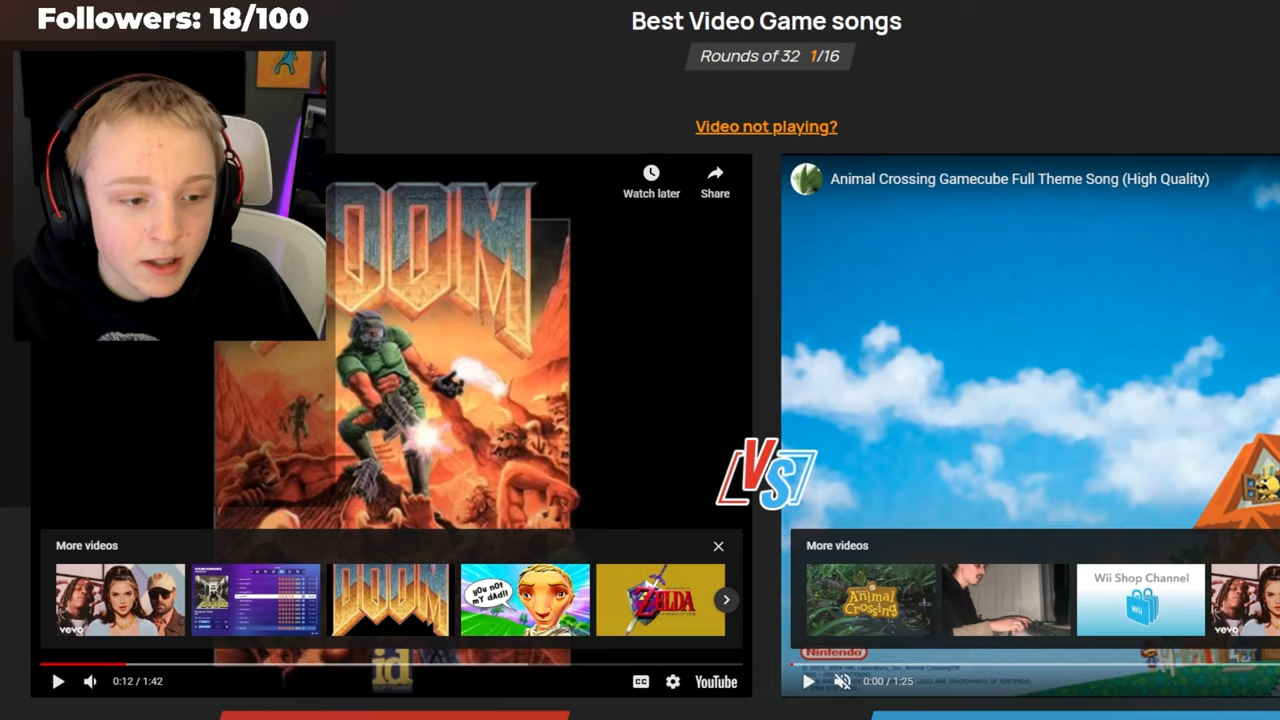 Followers: 18/100
Best Video Game songs
Rounds of 32 1/16
Video not playing?
Watch later
Share
Animal Crossing Gamecube Full Theme Song (High Quality)
OOM
VS
More videos
vevo
DOOM
you not mY dAd!!
ZELDA
0:12 / 1:42
CC
YouTube
id
More videos
Animal Crossing
Wii Shop Channel
Wii
vevo
Nintendo
0:00 / 1:25